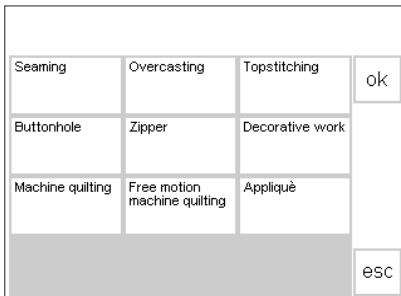 Seaming
Overcasting
Topstitching
ok
Buttonhole
Zipper
Decorative work
Machine quilting
Free motion
machine quilting
Appliquè
esc